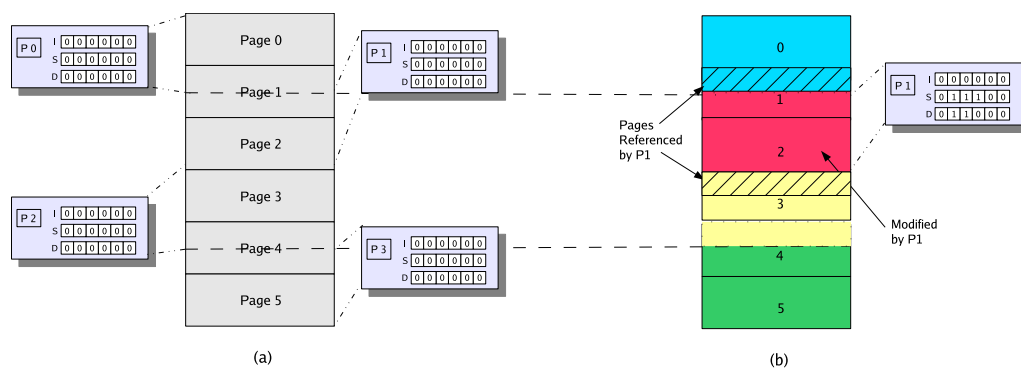 P 0
I 0 0 0 0 0 0
S 0 0 0 0 0 0
D 0 0 0 0 0 0
P 2
I 0 0 0 0 0 0
S 0 0 0 0 0 0
D 0 0 0 0 0 0
Page 0
Page 1
Page 2
Page 3
Page 4
Page 5
P 1
I 0 0 0 0 0 0
S 0 0 0 0 0 0
D 0 0 0 0 0 0
P 3
I 0 0 0 0 0 0
S 0 0 0 0 0 0
D 0 0 0 0 0 0
(a)
Pages
Referenced
by P1
0
1
2
3
4
5
P 1
I 0 0 0 0 0 0
S 0 1 1 1 0 0
D 0 1 1 0 0 0
Modified
by P1
(b)